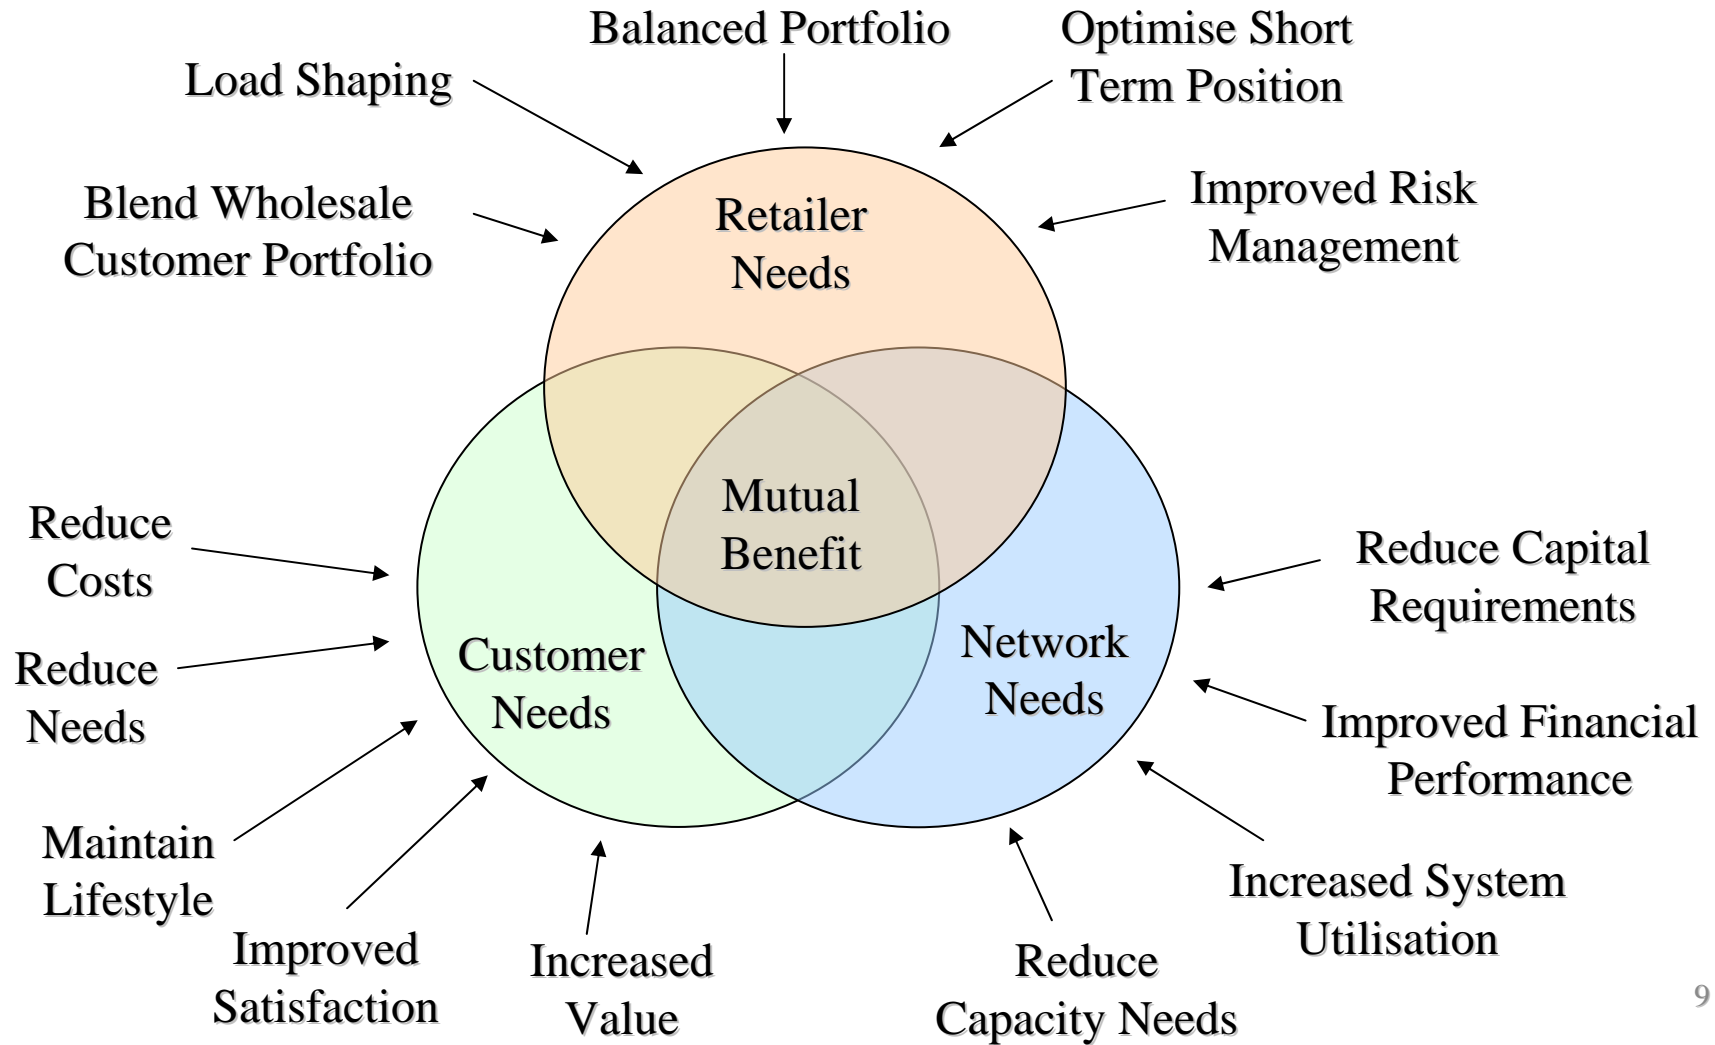 Balanced Portfolio
Optimise Short
Term Position
Load Shaping
Improved Risk
Management
Blend Wholesale
Customer Portfolio
Retailer
Needs
Mutual
Benefit
Reduce
Costs
Reduce Capital
Requirements
Customer
Needs
Network
Needs
Reduce
Needs
Improved Financial
Performance
Maintain
Lifestyle
Increased System
Utilisation
Improved
Satisfaction
Increased
Value
Reduce
Capacity Needs
9